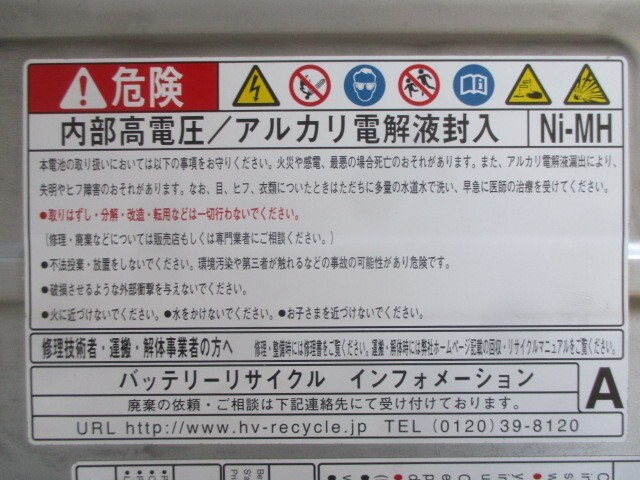 危険
内部高電圧／アルカリ電解液封入 Ni-MH
本電池の取り扱いにおいては以下の事項をお守りください。火災や感電、最悪の場合死亡のおそれがあります。また、アルカリ電解液漏出により、
失明やヒフ障害のおそれがあります。なお、目、ヒフ、衣類についたときはただちに多量の水道水で洗い、早急に医師の治療を受けてください。
●取りはずし・分解・改造・転用などは一切行わないでください。
(修理・廃棄などについては販売店もしくは専門業者にご相談ください。)
●不法投棄・放置をしないでください。環境汚染や第三者が触れるなどの事故の可能性があり危険です。
●破損させるような外部衝撃を与えないでください。
●火に近づけないでください。●水をかけないでください。●お子さまを近づけないでください。
修理技術者・運搬・解体事業者の方へ 修理・整備時には修理書をご覧ください。運搬・解体時には弊社ホームページ記載の回収・リサイクルマニュアルをご覧ください。
バッテリーリサイクル インフォメーション
廃棄の依頼・ご相談は下記連絡先にて受け付けております。
URL http://www.hv-recycle.jp TEL (0120)39-8120
A